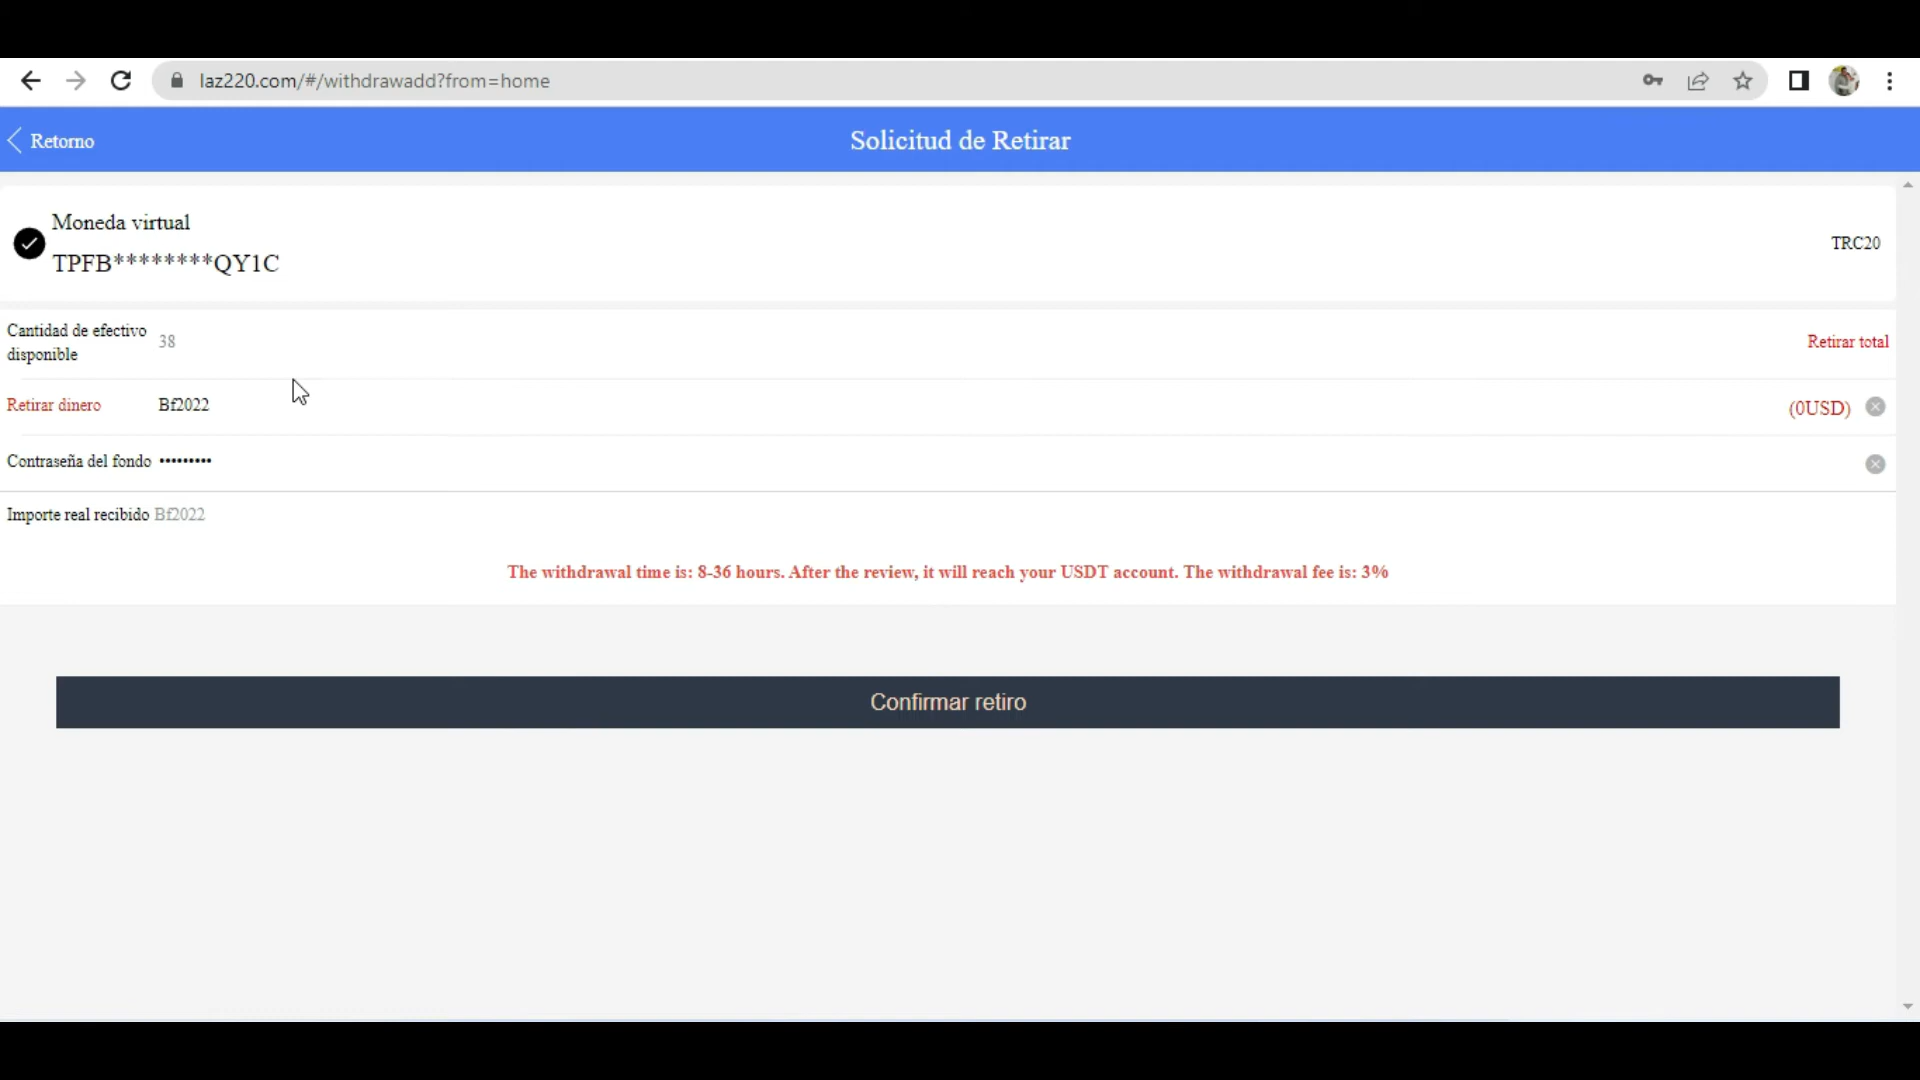 laz220.com/#/withdrawadd?from=home
Retorno
Solicitud de Retirar
Moneda virtual
TPFB********QY1C
TRC20
Cantidad de efectivo
disponible
38
Retirar total
Retirar dinero
Bf2022
(0USD)
Contraseña del fondo •••••••••
Importe real recibido Bf2022
The withdrawal time is: 8-36 hours. After the review, it will reach your USDT account. The withdrawal fee is: 3%
Confirmar retiro